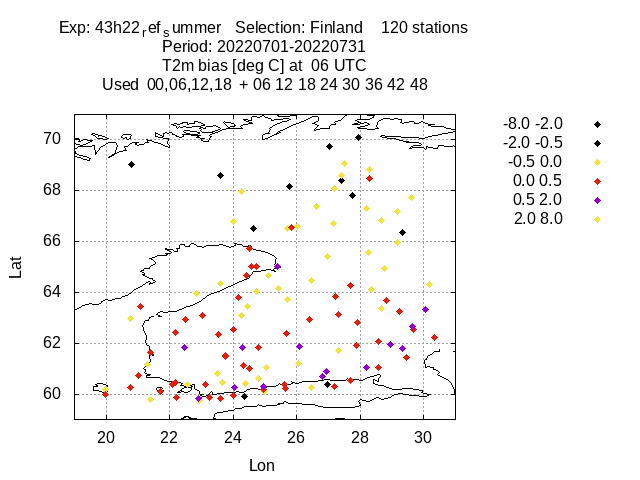 Exp: 43h22_ref_summer   Selection: Finland    120 stations
Period: 20220701-20220731
T2m bias [deg C] at  06 UTC
Used  00,06,12,18  + 06 12 18 24 30 36 42 48
-8.0 -2.0
-2.0 -0.5
-0.5 0.0
0.0 0.5
0.5 2.0
2.0 8.0
70
68
66
64
62
60
Lat
20 22 24 26 28 30
Lon